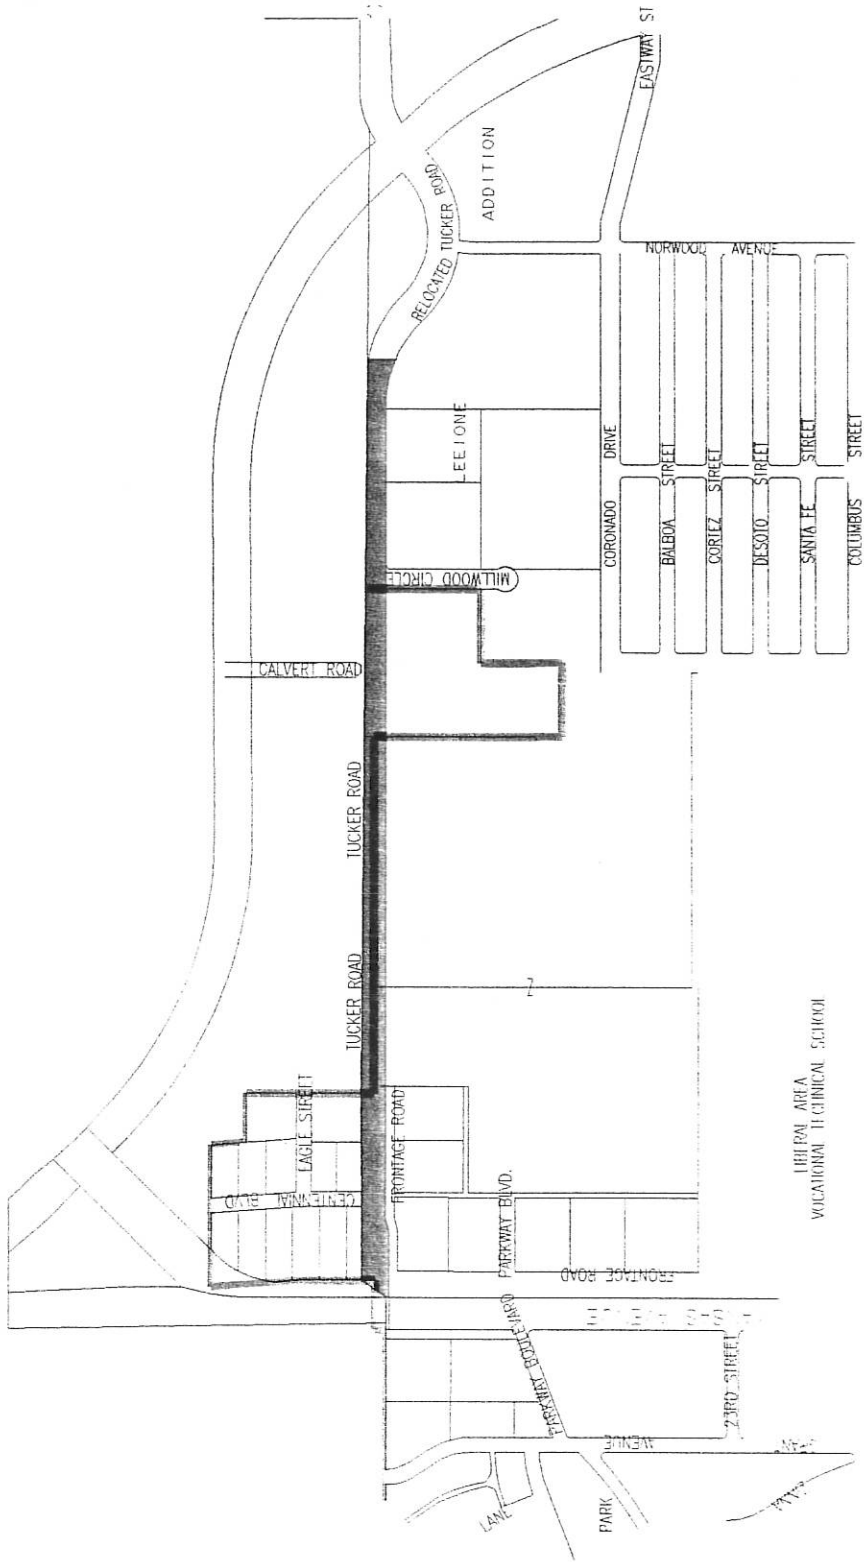 EASTWAY ST
ADDITION
RELOCATED TUCKER ROAD
NORWOOD AVENUE
LEE IONE
CORONADO DRIVE
BALBOA STREET
CORTEZ STREET
DESOTO STREET
SANTA FE STREET
COLUMBUS STREET
MILLWOOD CIRCLE
CALVERT ROAD
TUCKER ROAD
TUCKER ROAD
EAGLE STREET
CENTENNIAL BLVD
FRONTAGE ROAD
PARKWAY BLVD.
FRONTAGE ROAD
LIBERAL AREA
VOCATIONAL TECHNICAL SCHOOL
AVENUE
PARKWAY BOULEVARD
23RD STREET
AVENUE
LANE
PARK